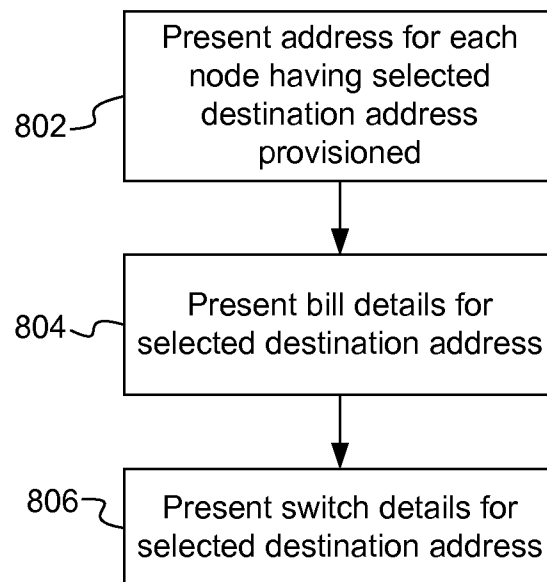 Present address for each
node having selected
destination address
provisioned
802
Present bill details for
selected destination address
804
Present switch details for
selected destination address
806